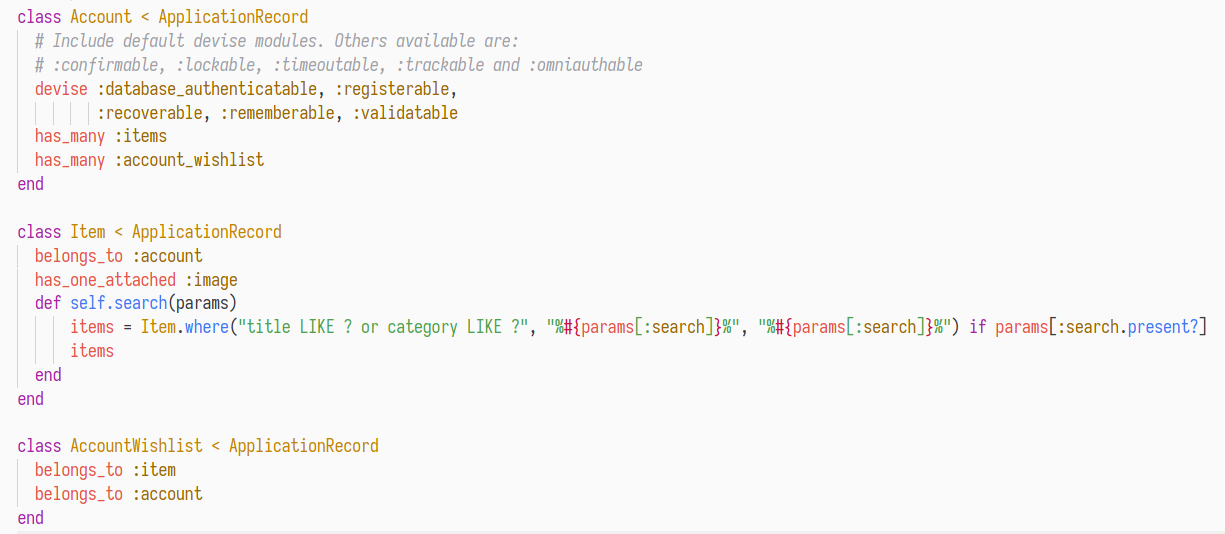 class Account < ApplicationRecord
  # Include default devise modules. Others available are:
  # :confirmable, :lockable, :timeoutable, :trackable and :omniauthable
  devise :database_authenticatable, :registerable,
         :recoverable, :rememberable, :validatable
  has_many :items
  has_many :account_wishlist
end

class Item < ApplicationRecord
  belongs_to :account
  has_one_attached :image
  def self.search(params)
      items = Item.where("title LIKE ? or category LIKE ?", "%#{params[:search]}%", "%#{params[:search]}%") if params[:search.present?]
      items
  end
end

class AccountWishlist < ApplicationRecord
  belongs_to :item
  belongs_to :account
end